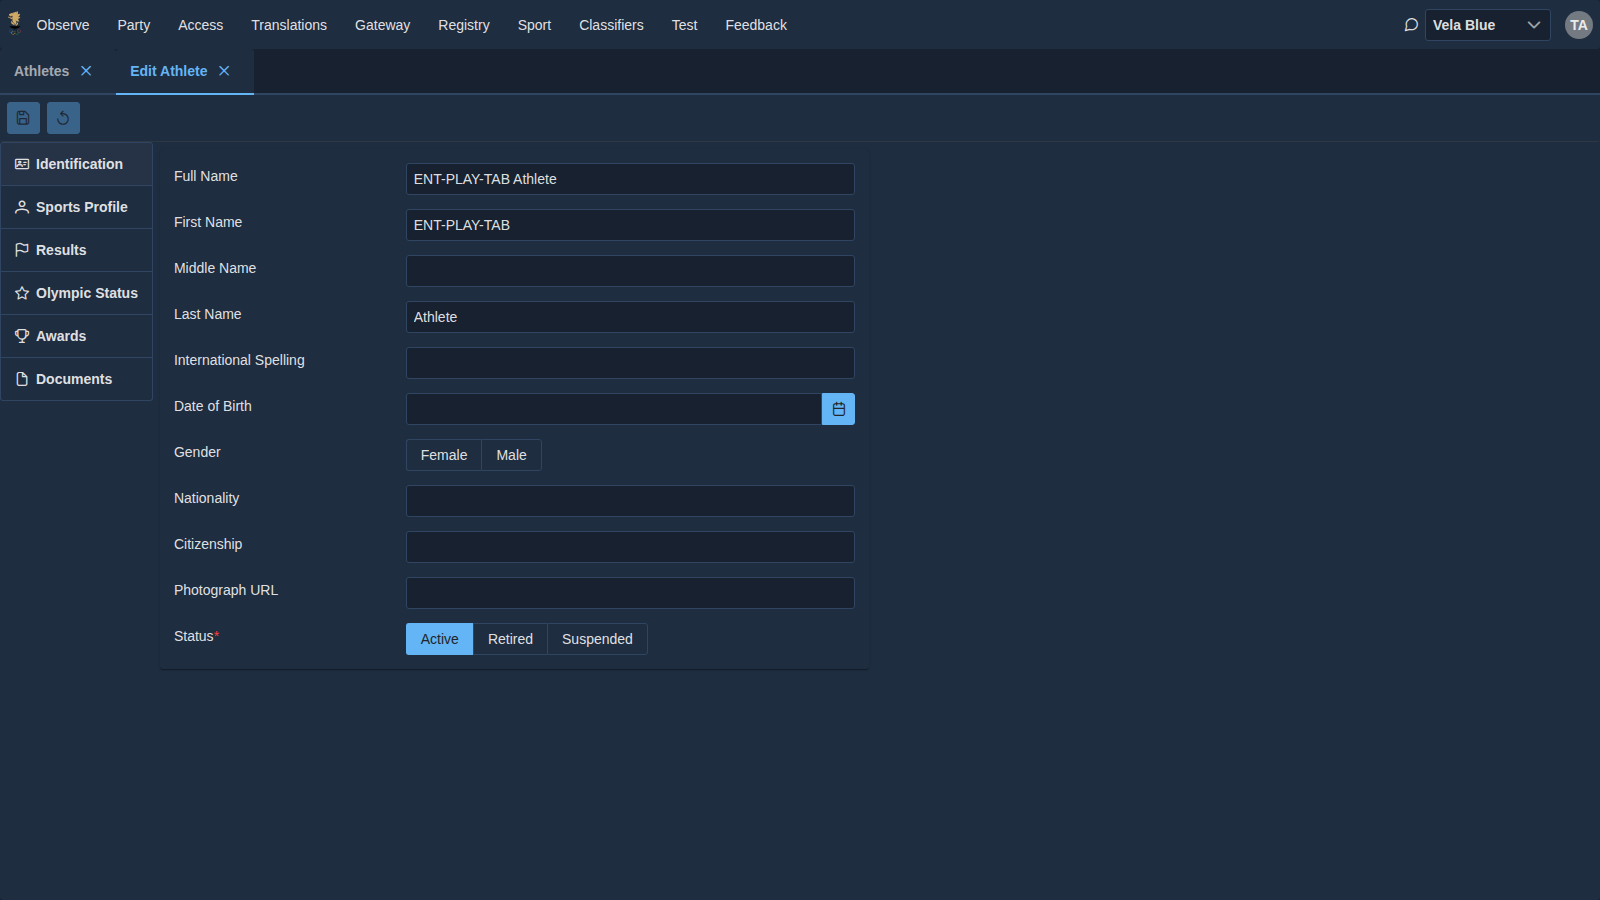 Observe Party Access Translations Gateway Registry Sport Classifiers Test Feedback Vela Blue TA
Athletes Edit Athlete
Identification
Sports Profile
Results
Olympic Status
Awards
Documents
Full Name ENT-PLAY-TAB Athlete
First Name ENT-PLAY-TAB
Middle Name
Last Name Athlete
International Spelling
Date of Birth
Gender Female Male
Nationality
Citizenship
Photograph URL
Status* Active Retired Suspended